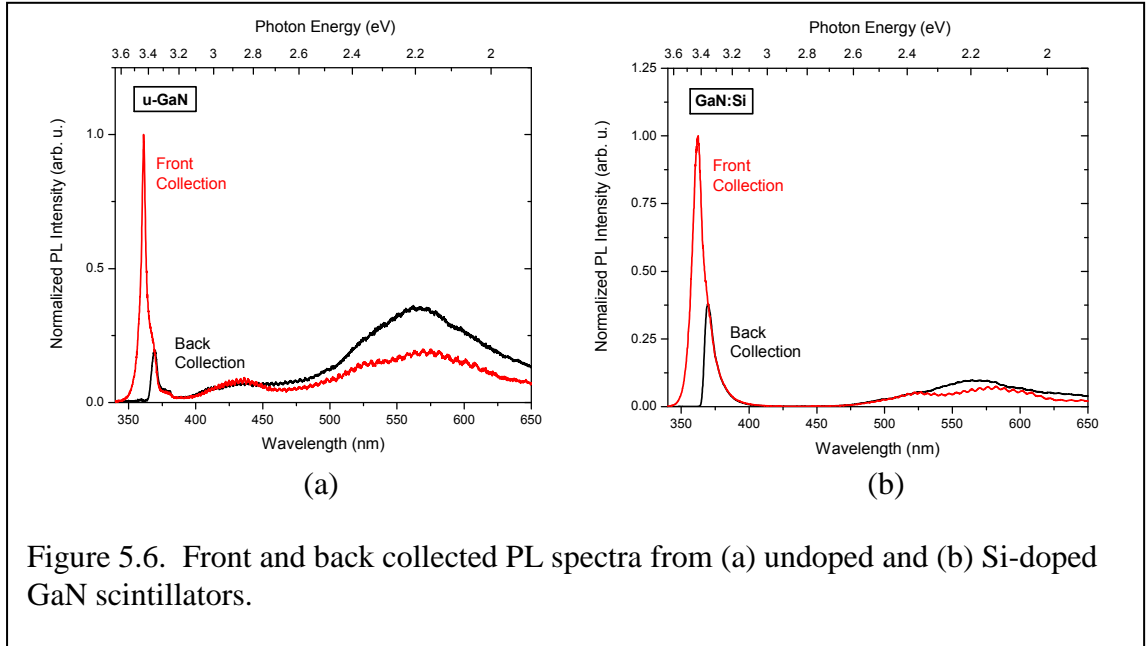 Photon Energy (eV)
3.6 3.4 3.2 3 2.8 2.6 2.4 2.2 2
u-GaN
Front
Collection
Back
Collection
Normalized PL Intensity (arb. u.)
1.0
0.5
0.0
350 400 450 500 550 600 650
Wavelength (nm)
(a)
Photon Energy (eV)
3.6 3.4 3.2 3 2.8 2.6 2.4 2.2 2
GaN:Si
Front
Collection
Back
Collection
Normalized PL Intensity (arb. u.)
1.25
1.00
0.75
0.50
0.25
0.00
350 400 450 500 550 600 650
Wavelength (nm)
(b)
Figure 5.6. Front and back collected PL spectra from (a) undoped and (b) Si-doped
GaN scintillators.